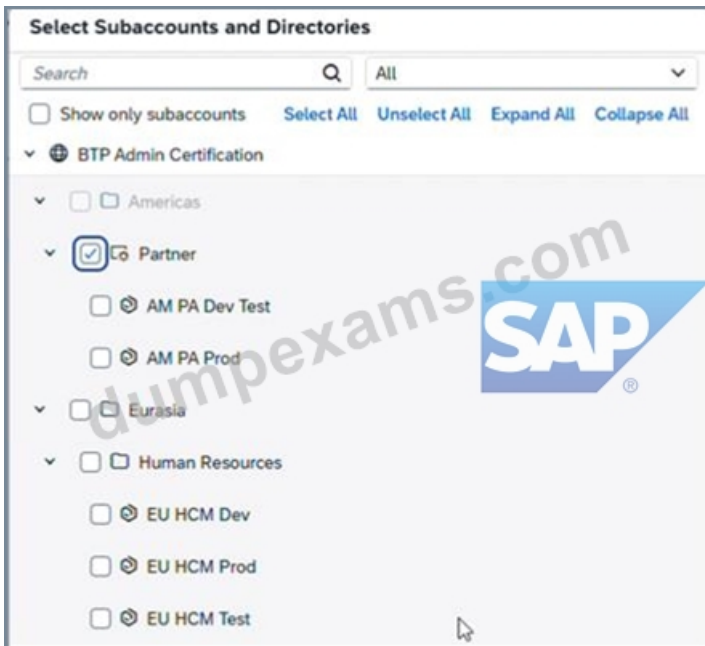 Select Subaccounts and Directories
Search All
Show only subaccounts Select All Unselect All Expand All Collapse All
BTP Admin Certification
Americas
Partner
AM PA Dev Test
AM PA Prod
Eurasia
Human Resources
EU HCM Dev
EU HCM Prod
EU HCM Test
dumpexams.com
SAP ®